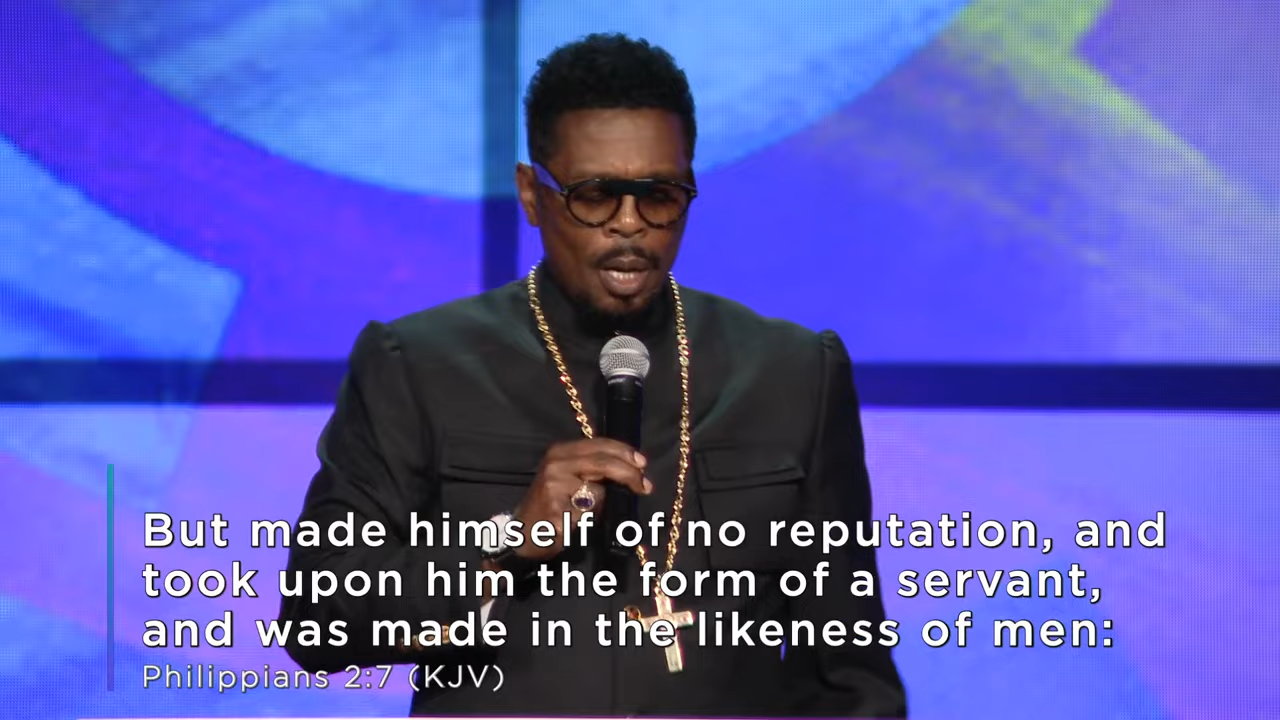 But made himself of no reputation, and
took upon him the form of a servant,
and was made in the likeness of men:
Philippians 2:7 (KJV)